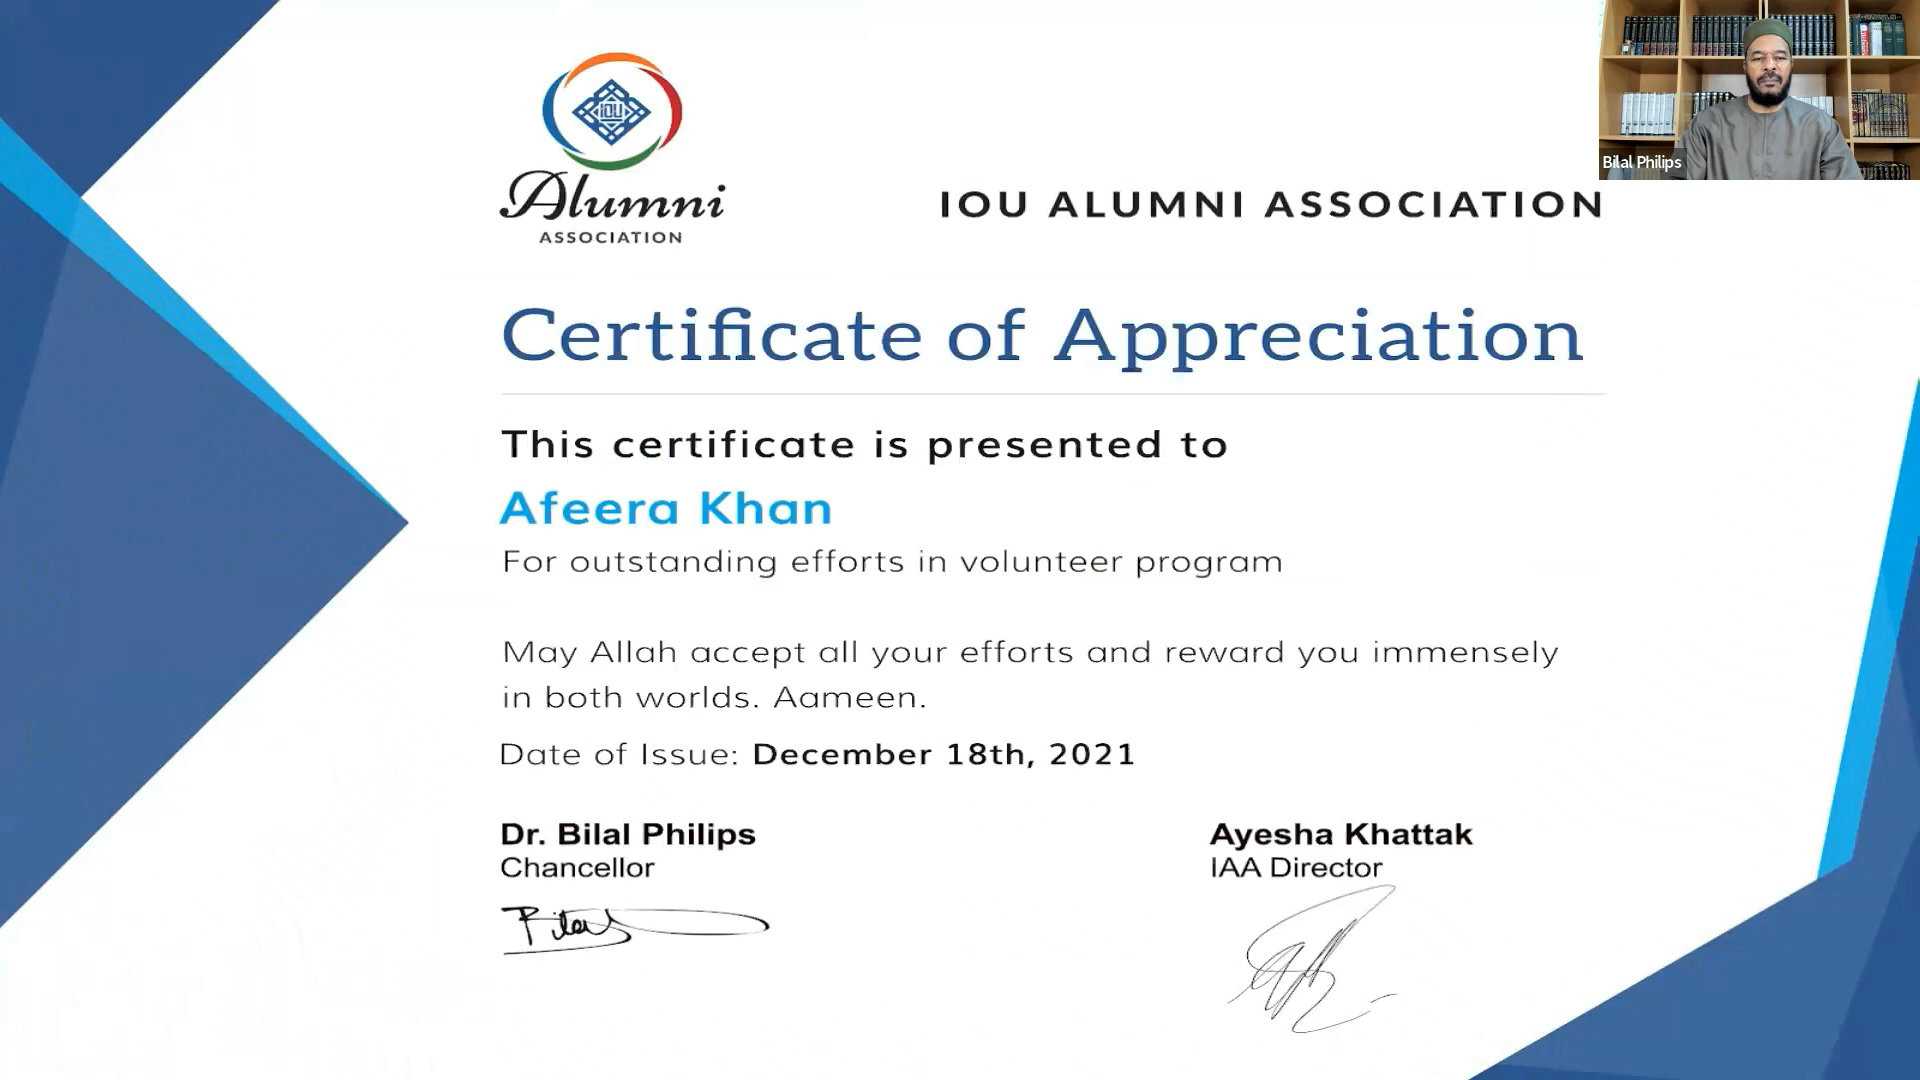 IOU
Alumni
ASSOCIATION
IOU ALUMNI ASSOCIATION
Bilal Philips
Certificate of Appreciation
This certificate is presented to
Afeera Khan
For outstanding efforts in volunteer program
May Allah accept all your efforts and reward you immensely
in both worlds. Aameen.
Date of Issue: December 18th, 2021
Dr. Bilal Philips
Chancellor
Ayesha Khattak
IAA Director
Bilal